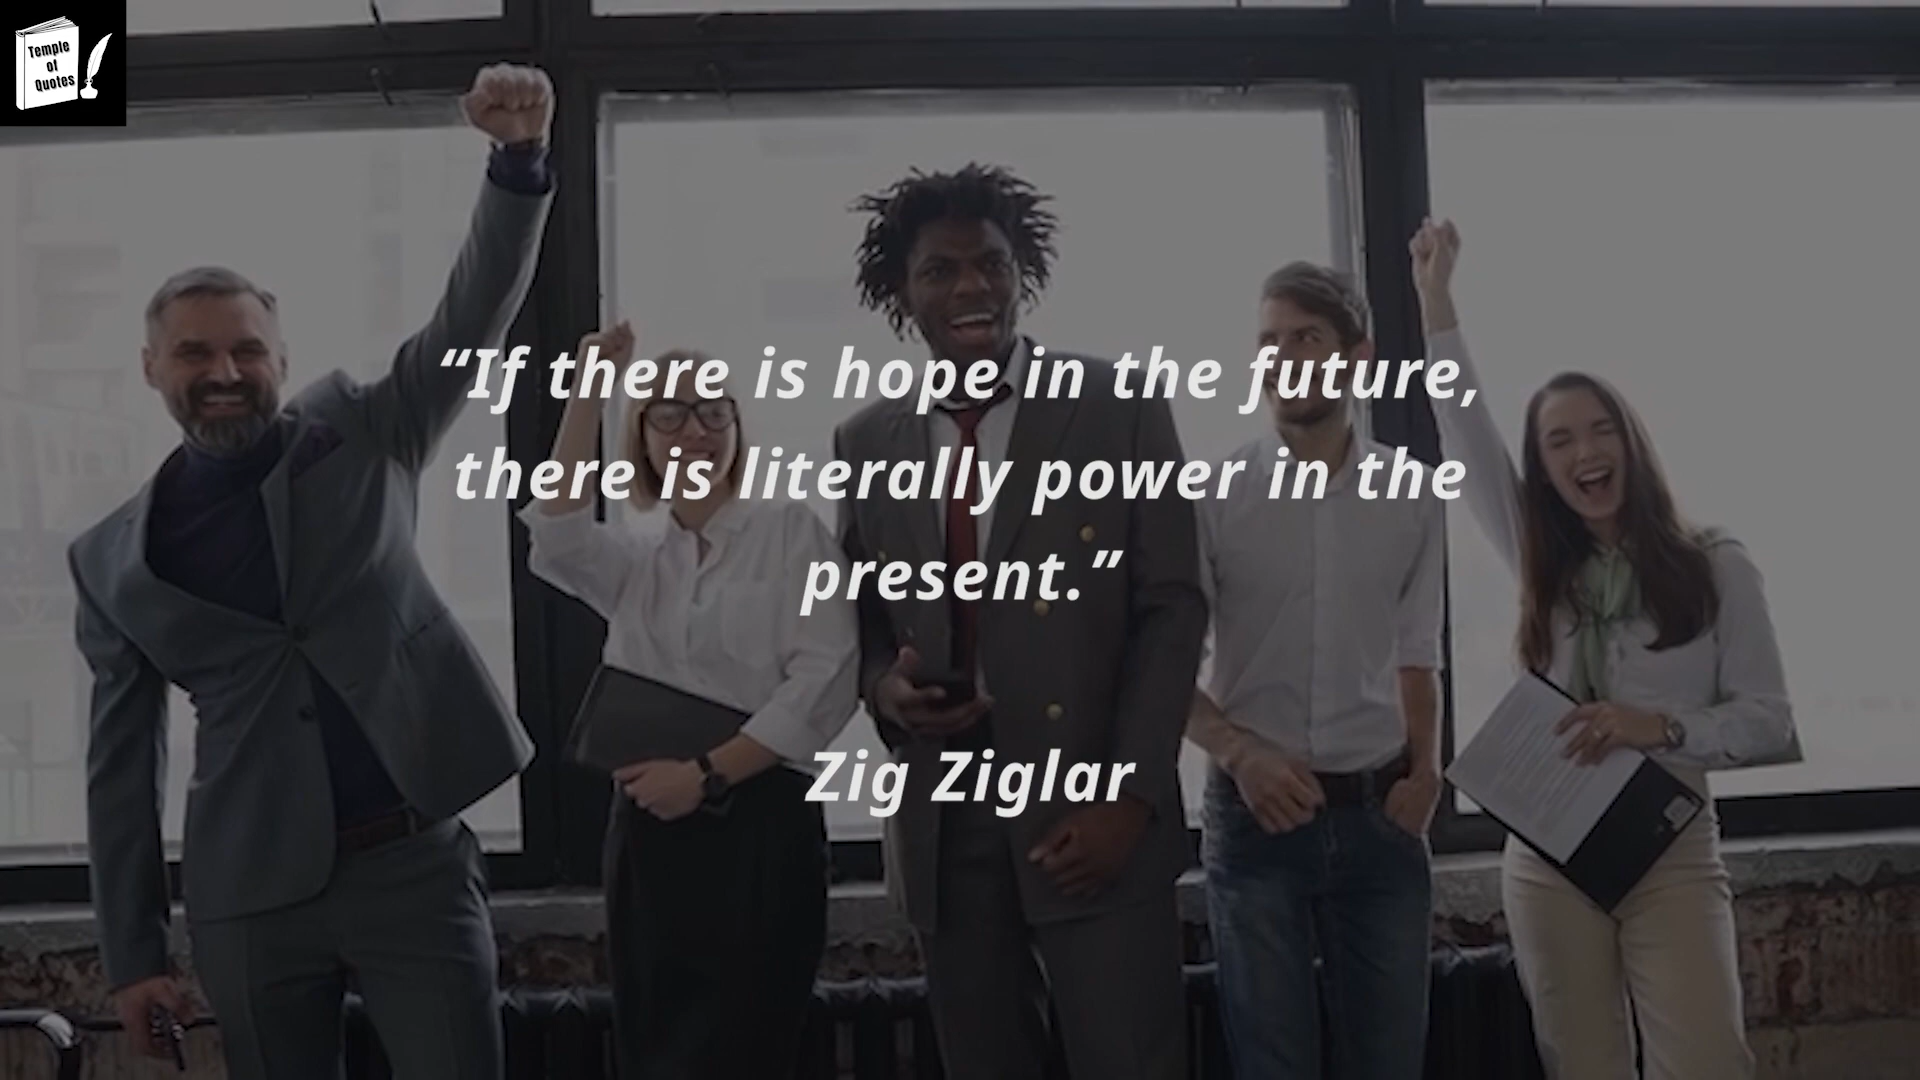 Temple
of
Quotes
“If there is hope in the future,
there is literally power in the
present.”
Zig Ziglar